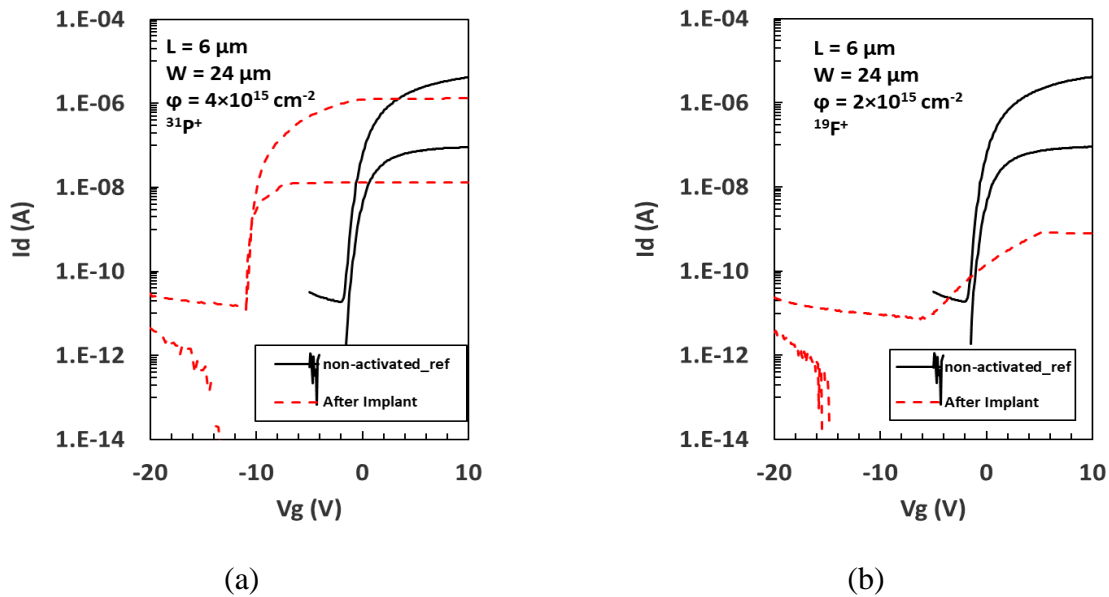 1.E-04
1.E-06
1.E-08
1.E-10
1.E-12
1.E-14
Id (A)
L = 6 µm
W = 24 µm
φ = 4×10¹⁵ cm⁻²
³¹P⁺
non-activated_ref
After Implant
-20 -10 0 10
Vg (V)
(a)
1.E-04
1.E-06
1.E-08
1.E-10
1.E-12
1.E-14
Id (A)
L = 6 µm
W = 24 µm
φ = 2×10¹⁵ cm⁻²
¹⁹F⁺
non-activated_ref
After Implant
-20 -10 0 10
Vg (V)
(b)